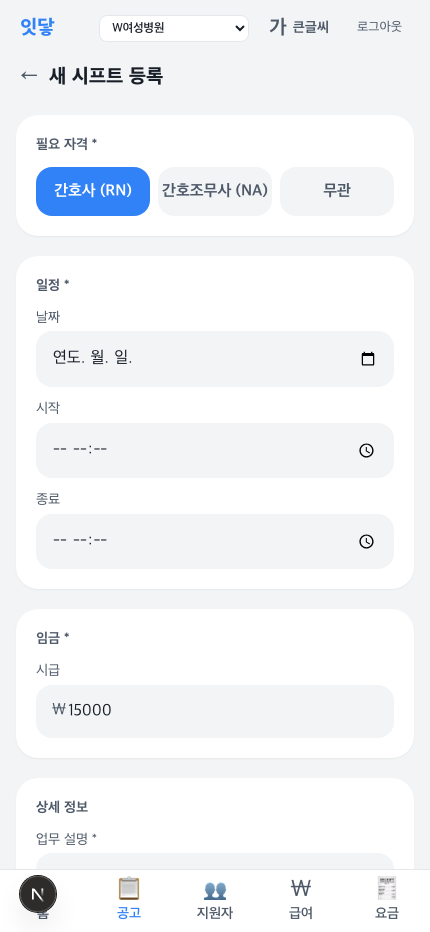 잇닿 W여성병원 가 큰글씨 로그아웃
← 새 시프트 등록
필요 자격 *
간호사 (RN) 간호조무사 (NA) 무관
일정 *
날짜
연도. 월. 일.
시작
-- --:--
종료
-- --:--
임금 *
시급
₩15000
상세 정보
업무 설명 *
N
홈 공고 지원자 급여 요금